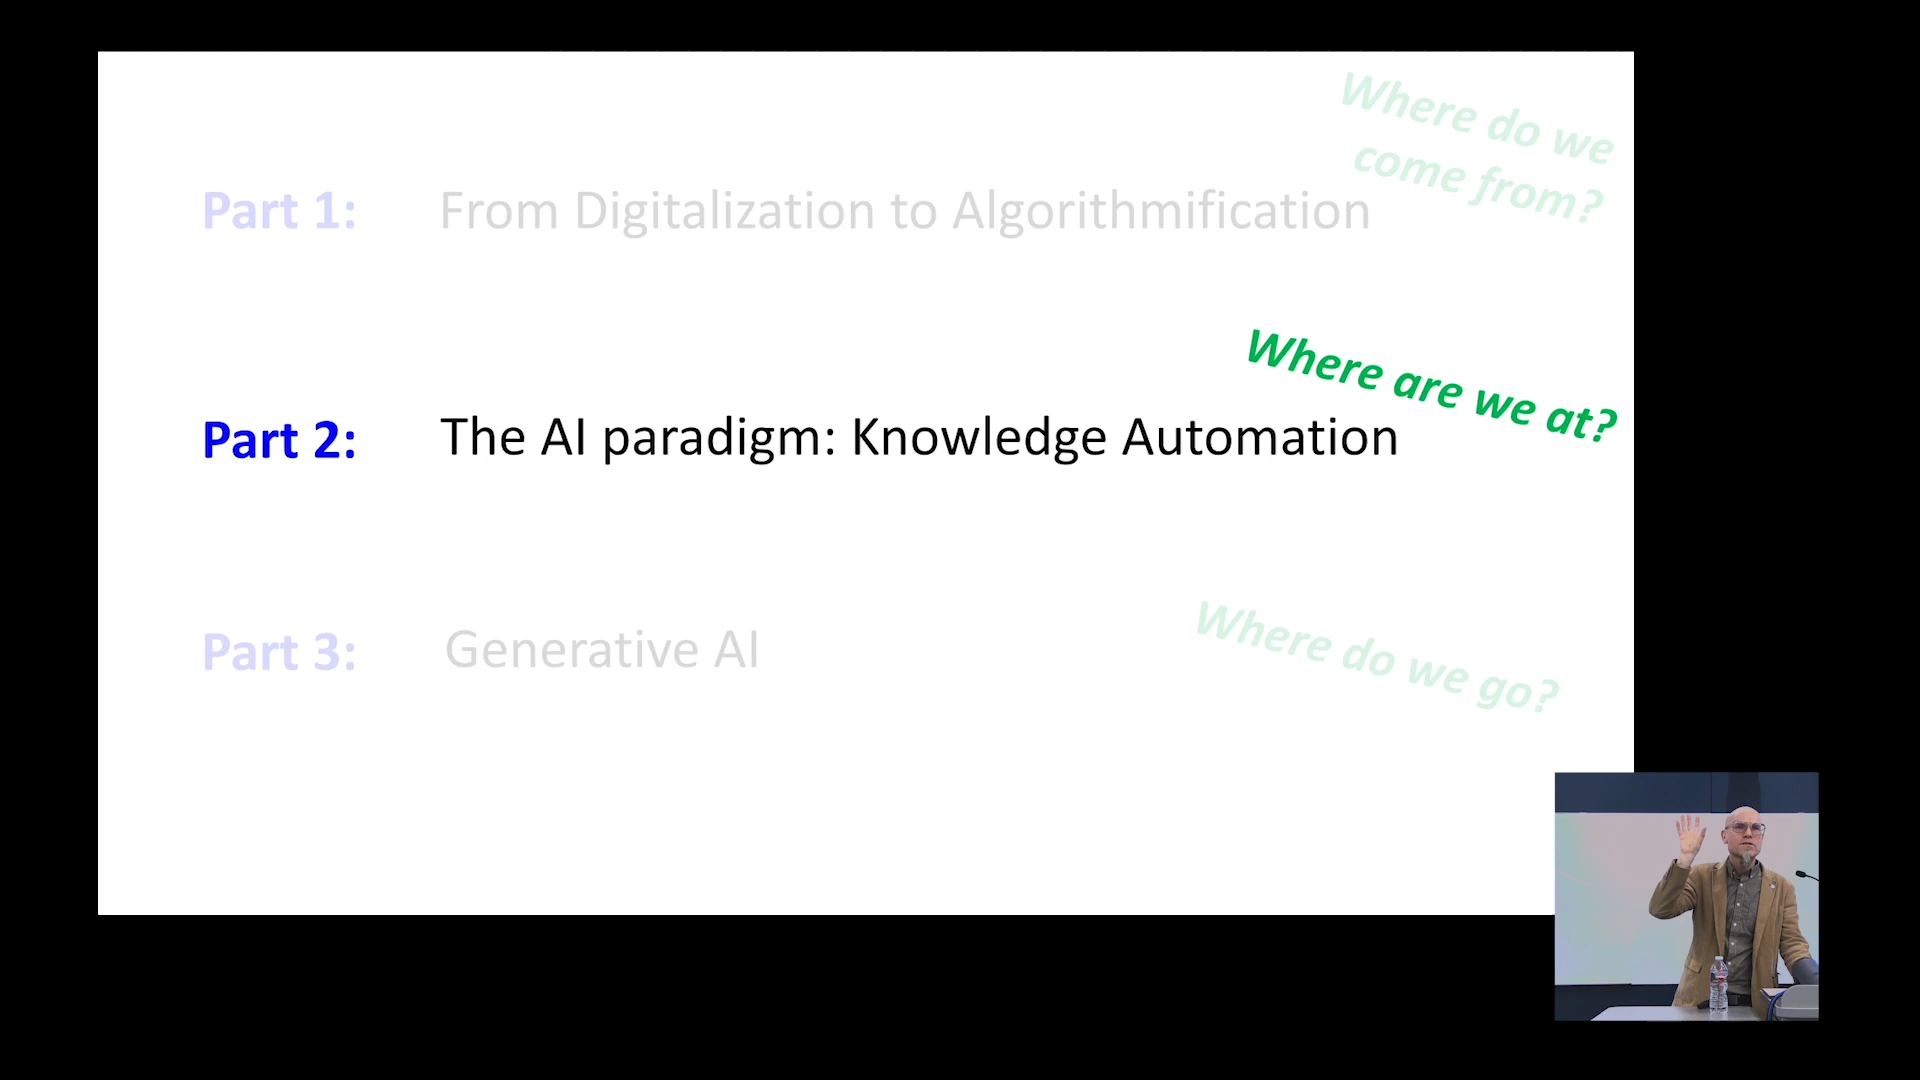 Where do we
come from?
Part 1: From Digitalization to Algorithmification
Where are we at?
Part 2: The AI paradigm: Knowledge Automation
Where do we go?
Part 3: Generative AI